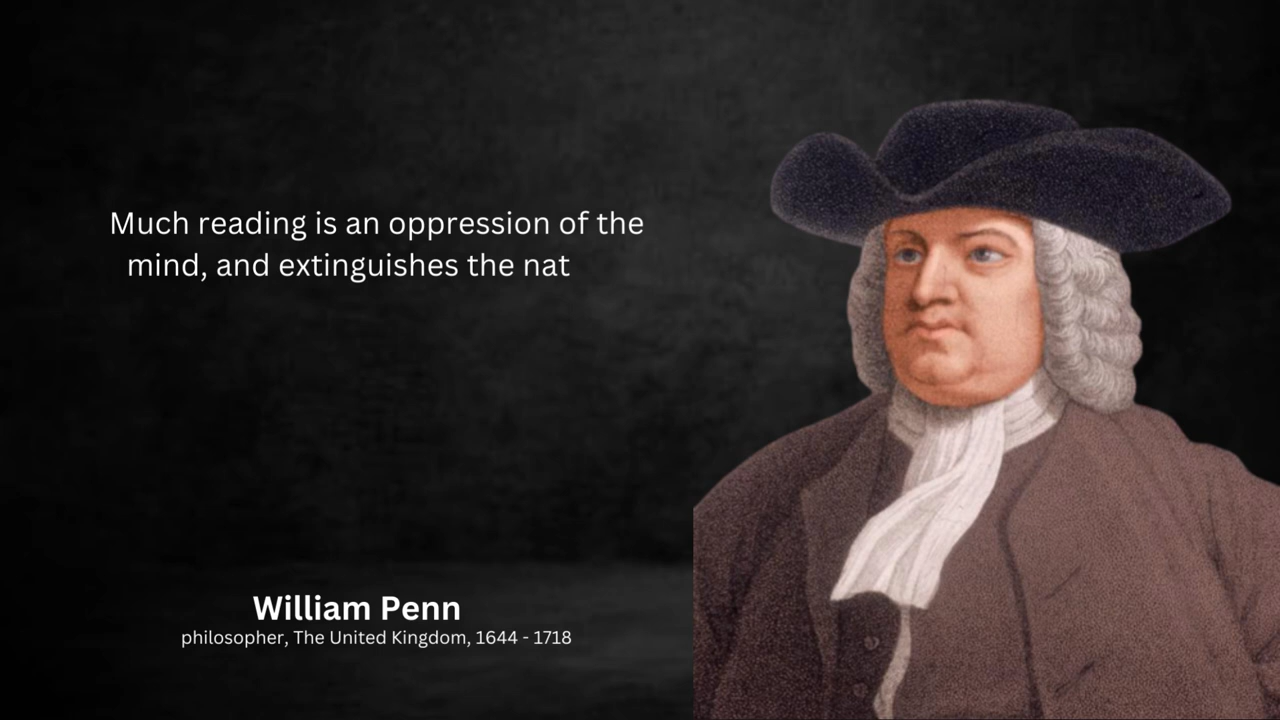 Much reading is an oppression of the
mind, and extinguishes the nat
William Penn
philosopher, The United Kingdom, 1644 - 1718